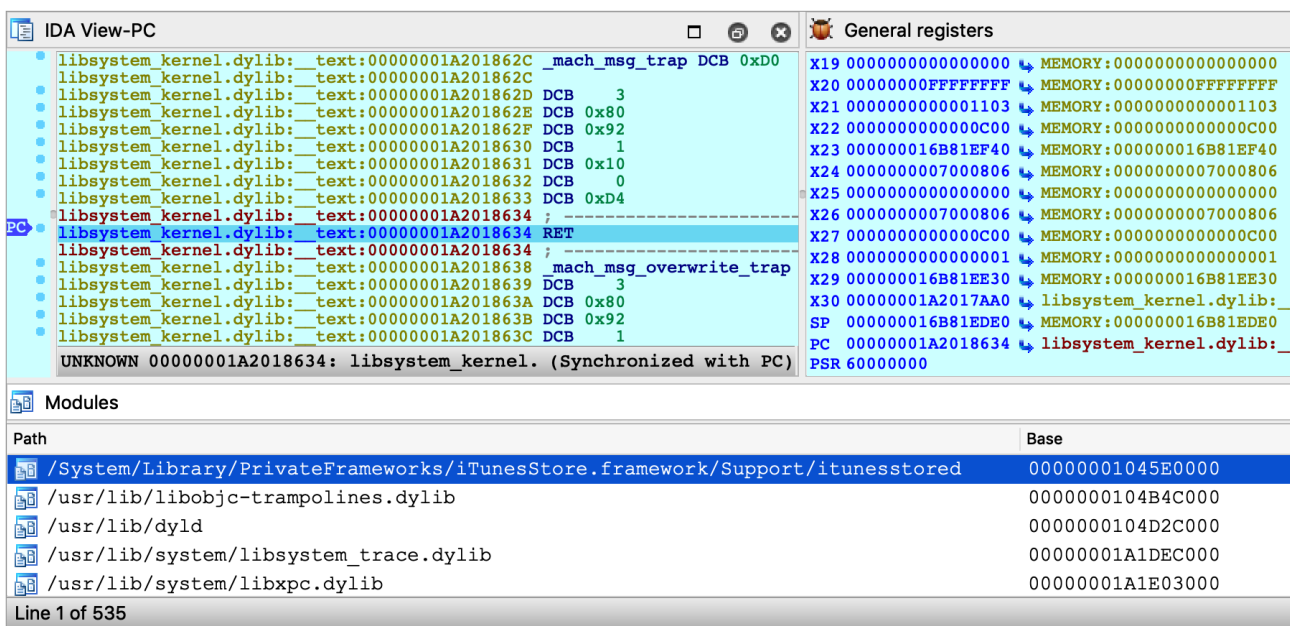 IDA View-PC
libsystem_kernel.dylib:__text:00000001A201862C _mach_msg_trap DCB 0xD0
libsystem_kernel.dylib:__text:00000001A201862C
libsystem_kernel.dylib:__text:00000001A201862D DCB 3
libsystem_kernel.dylib:__text:00000001A201862E DCB 0x80
libsystem_kernel.dylib:__text:00000001A201862F DCB 0x92
libsystem_kernel.dylib:__text:00000001A2018630 DCB 1
libsystem_kernel.dylib:__text:00000001A2018631 DCB 0x10
libsystem_kernel.dylib:__text:00000001A2018632 DCB 0
libsystem_kernel.dylib:__text:00000001A2018633 DCB 0xD4
libsystem_kernel.dylib:__text:00000001A2018634 ; -----------------------
PC
libsystem_kernel.dylib:__text:00000001A2018634 RET
libsystem_kernel.dylib:__text:00000001A2018634 ; -----------------------
libsystem_kernel.dylib:__text:00000001A2018638 _mach_msg_overwrite_trap
libsystem_kernel.dylib:__text:00000001A2018639 DCB 3
libsystem_kernel.dylib:__text:00000001A201863A DCB 0x80
libsystem_kernel.dylib:__text:00000001A201863B DCB 0x92
libsystem_kernel.dylib:__text:00000001A201863C DCB 1
UNKNOWN 00000001A2018634: libsystem_kernel. (Synchronized with PC)
General registers
X19 0000000000000000 MEMORY:0000000000000000
X20 00000000FFFFFFFF MEMORY:00000000FFFFFFFF
X21 0000000000001103 MEMORY:0000000000001103
X22 0000000000000C00 MEMORY:0000000000000C00
X23 000000016B81EF40 MEMORY:000000016B81EF40
X24 0000000007000806 MEMORY:0000000007000806
X25 0000000000000000 MEMORY:0000000000000000
X26 0000000007000806 MEMORY:0000000007000806
X27 0000000000000C00 MEMORY:0000000000000C00
X28 0000000000000001 MEMORY:0000000000000001
X29 000000016B81EE30 MEMORY:000000016B81EE30
X30 00000001A2017AA0 libsystem_kernel.dylib:_
SP 000000016B81EDE0 MEMORY:000000016B81EDE0
PC 00000001A2018634 libsystem_kernel.dylib:_
PSR 60000000
Modules
Path Base
/System/Library/PrivateFrameworks/iTunesStore.framework/Support/itunesstored 00000001045E0000
/usr/lib/libobjc-trampolines.dylib 0000000104B4C000
/usr/lib/dyld 0000000104D2C000
/usr/lib/system/libsystem_trace.dylib 00000001A1DEC000
/usr/lib/system/libxpc.dylib 00000001A1E03000
Line 1 of 535